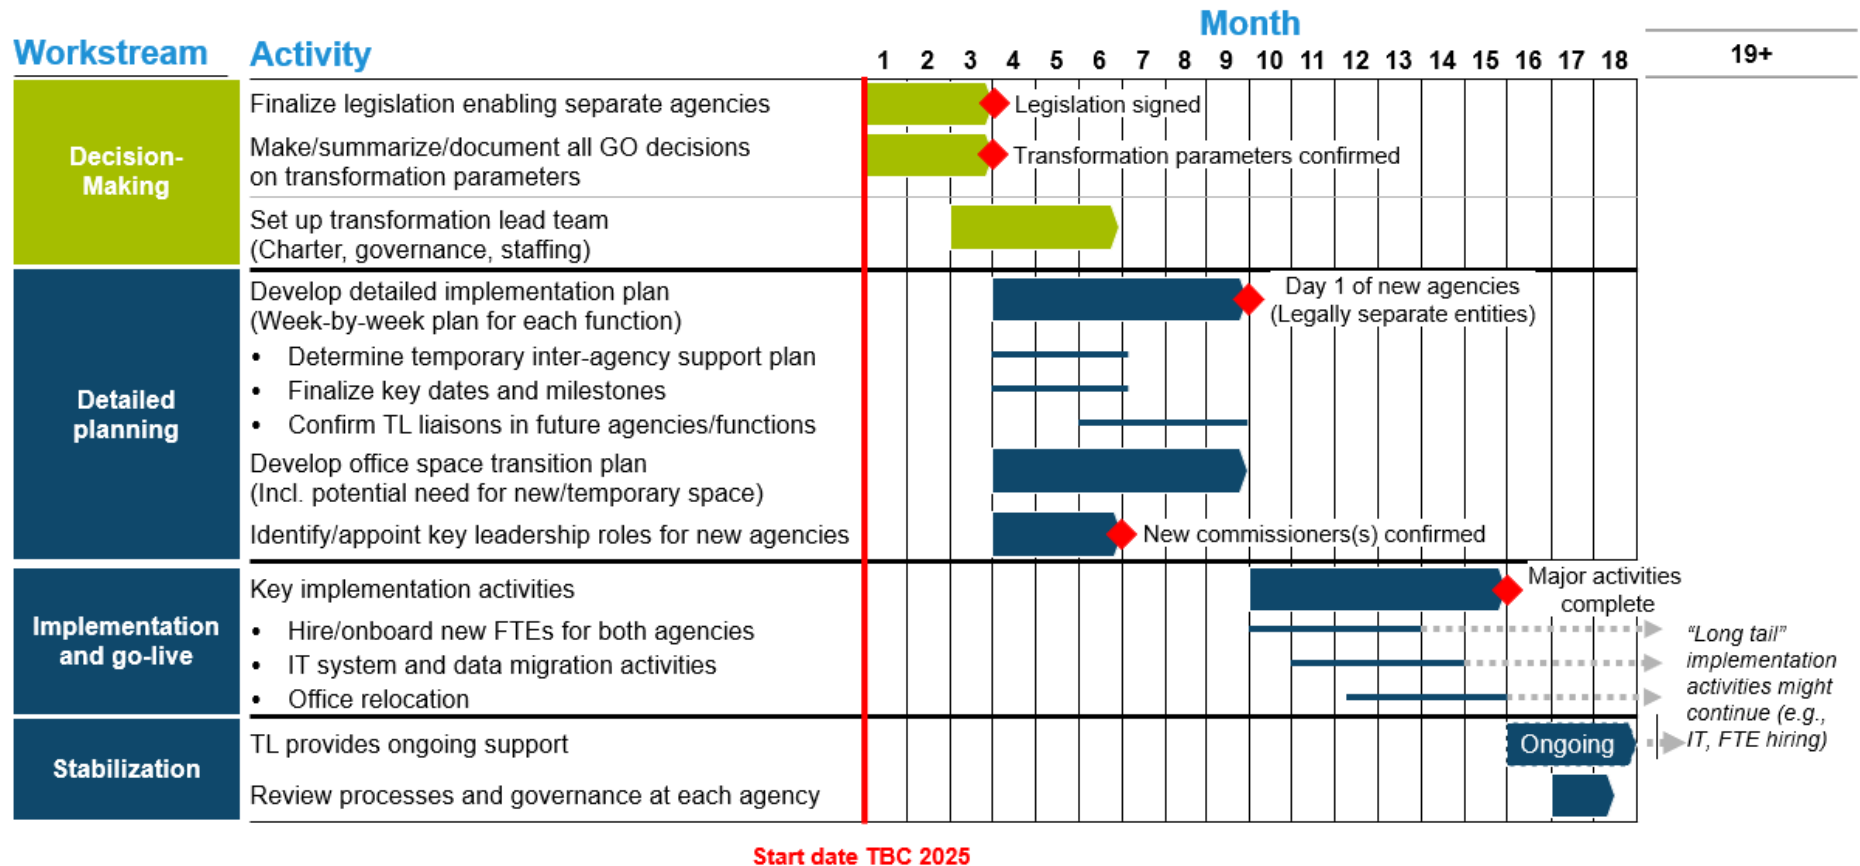 Month
Workstream Activity 1 2 3 4 5 6 7 8 9 10 11 12 13 14 15 16 17 18 19+
Decision-
Making
Finalize legislation enabling separate agencies
Legislation signed
Make/summarize/document all GO decisions
on transformation parameters
Transformation parameters confirmed
Set up transformation lead team
(Charter, governance, staffing)
Detailed
planning
Develop detailed implementation plan
(Week-by-week plan for each function)
Day 1 of new agencies
(Legally separate entities)
• Determine temporary inter-agency support plan
• Finalize key dates and milestones
• Confirm TL liaisons in future agencies/functions
Develop office space transition plan
(Incl. potential need for new/temporary space)
Identify/appoint key leadership roles for new agencies
New commissioners(s) confirmed
Implementation
and go-live
Key implementation activities
Major activities
complete
• Hire/onboard new FTEs for both agencies
• IT system and data migration activities
• Office relocation
“Long tail”
implementation
activities might
continue (e.g.,
IT, FTE hiring)
Stabilization
TL provides ongoing support
Ongoing
Review processes and governance at each agency
Start date TBC 2025